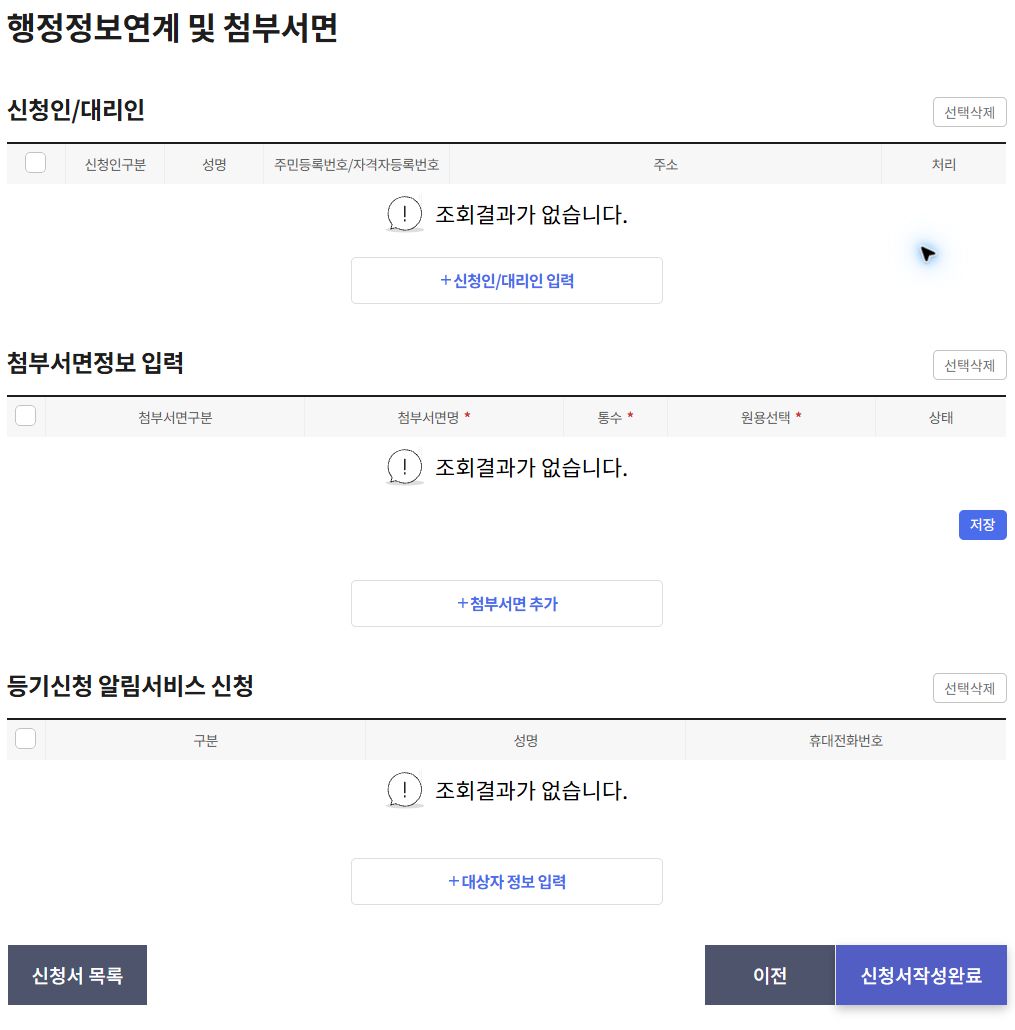 행정정보연계 및 첨부서면
신청인/대리인
선택삭제
신청인구분 성명 주민등록번호/자격자등록번호 주소 처리
! 조회결과가 없습니다.
+신청인/대리인 입력
첨부서면정보 입력
선택삭제
첨부서면구분 첨부서면명 * 통수 * 원용선택 * 상태
! 조회결과가 없습니다.
저장
+첨부서면 추가
등기신청 알림서비스 신청
선택삭제
구분 성명 휴대전화번호
! 조회결과가 없습니다.
+대상자 정보 입력
신청서 목록 이전 신청서작성완료